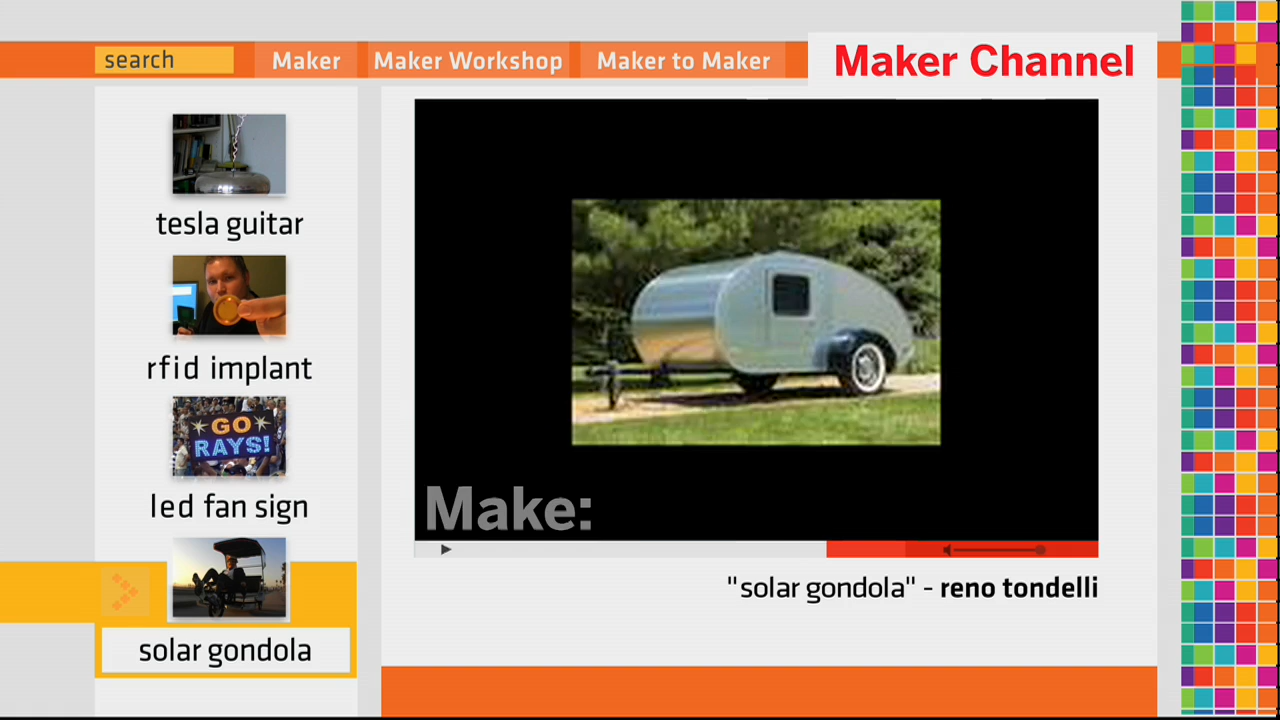 search
Maker
Maker Workshop
Maker to Maker
Maker Channel
tesla guitar
rfid implant
GO
RAYS!
led fan sign
solar gondola
Make:
"solar gondola" - reno tondelli